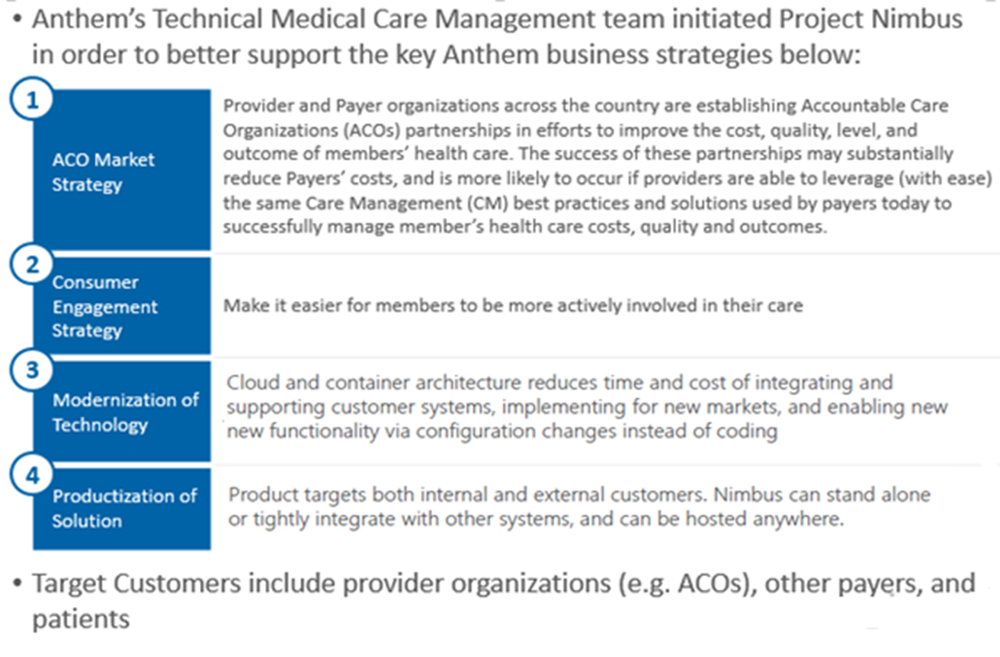 • Anthem’s Technical Medical Care Management team initiated Project Nimbus
in order to better support the key Anthem business strategies below:
1
ACO Market
Strategy
Provider and Payer organizations across the country are establishing Accountable Care
Organizations (ACOs) partnerships in efforts to improve the cost, quality, level, and
outcome of members’ health care. The success of these partnerships may substantially
reduce Payers’ costs, and is more likely to occur if providers are able to leverage (with ease)
the same Care Management (CM) best practices and solutions used by payers today to
successfully manage member’s health care costs, quality and outcomes.
2
Consumer
Engagement
Strategy
Make it easier for members to be more actively involved in their care
3
Modernization of
Technology
Cloud and container architecture reduces time and cost of integrating and
supporting customer systems, implementing for new markets, and enabling new
new functionality via configuration changes instead of coding
4
Productization of
Solution
Product targets both internal and external customers. Nimbus can stand alone
or tightly integrate with other systems, and can be hosted anywhere.
• Target Customers include provider organizations (e.g. ACOs), other payers, and
patients